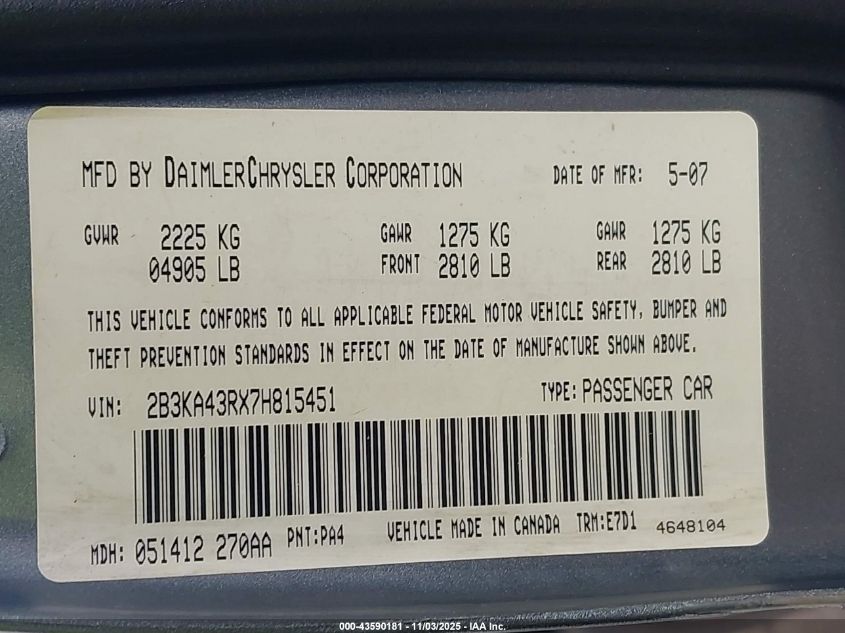 MFD BY DAIMLERCHRYSLER CORPORATION DATE OF MFR: 5-07
GVWR 2225 KG GAWR 1275 KG GAWR 1275 KG
04905 LB FRONT 2810 LB REAR 2810 LB
THIS VEHICLE CONFORMS TO ALL APPLICABLE FEDERAL MOTOR VEHICLE SAFETY, BUMPER AND
THEFT PREVENTION STANDARDS IN EFFECT ON THE DATE OF MANUFACTURE SHOWN ABOVE.
VIN: 2B3KA43RX7H815451 TYPE: PASSENGER CAR
MDH: 051412 270AA PNT:PA4 VEHICLE MADE IN CANADA TRM:E7D1 4648104
000-43590181 - 11/03/2025 - IAA Inc.